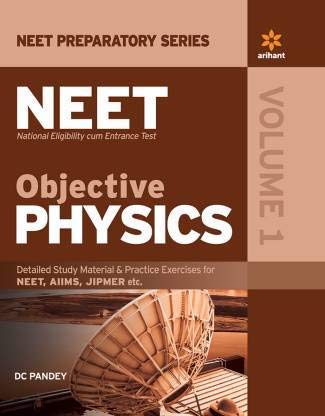 NEET PREPARATORY SERIES
arihant
NEET
National Eligibility cum Entrance Test
VOLUME 1
Objective
PHYSICS
Detailed Study Material & Practice Exercises for
NEET, AIIMS, JIPMER etc.
DC PANDEY